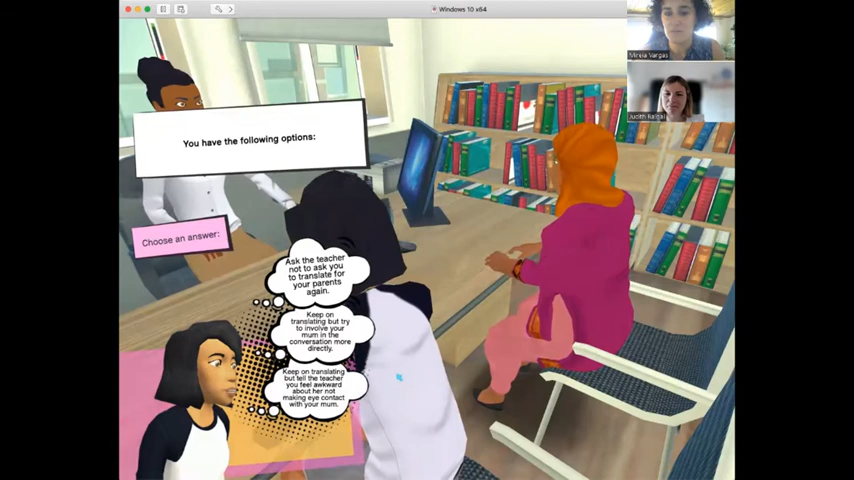 Windows 10 x64
Mireia Vargas
Judith Raigal
You have the following options:
Choose an answer:
Ask the teacher
not to ask you
to translate for
your parents
again.
Keep on
translating but try
to involve your
mum in the
conversation more
directly.
Keep on translating
but tell the teacher
you feel awkward
about her not
making eye contact
with your mum.